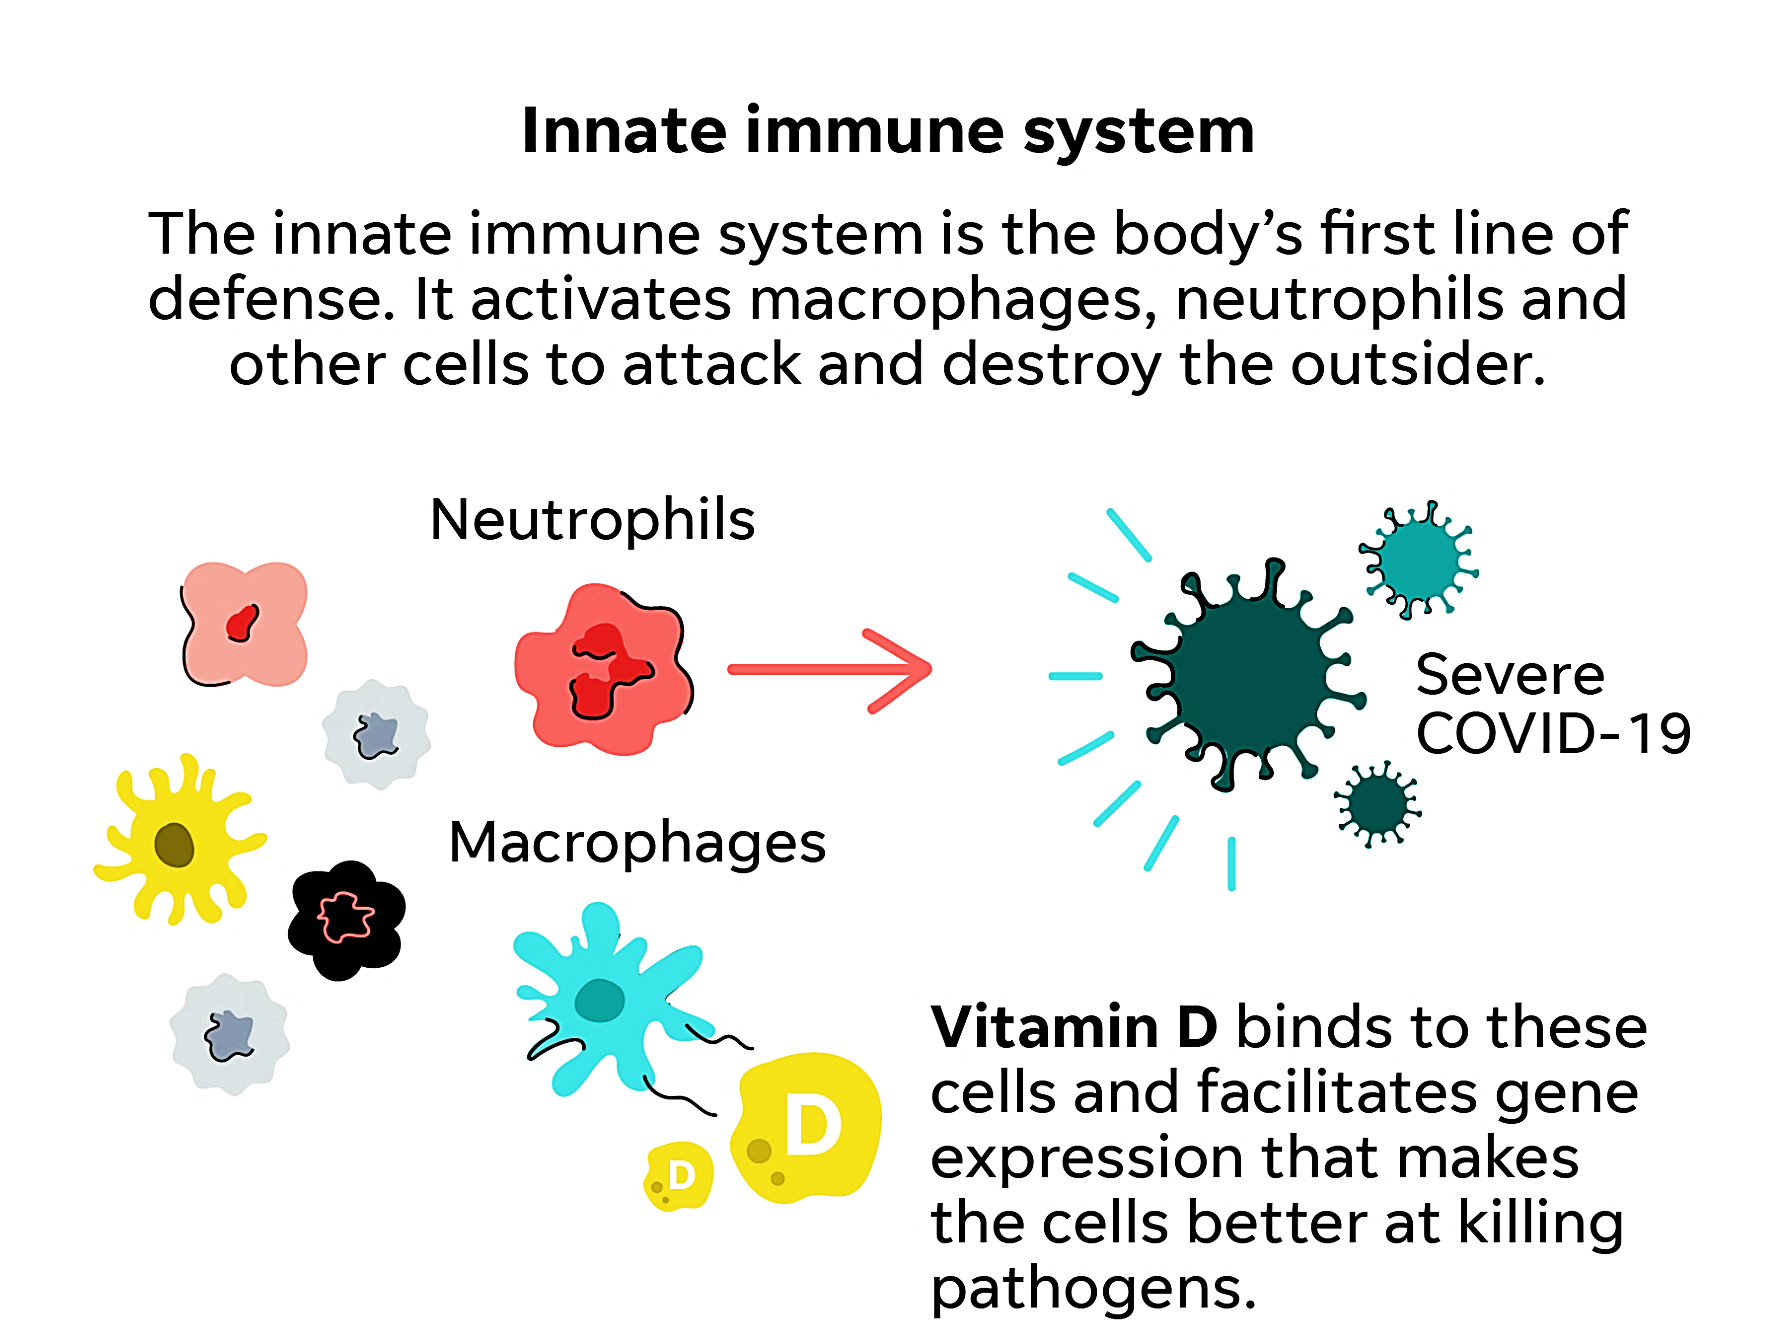 Innate immune system
The innate immune system is the body’s first line of
defense. It activates macrophages, neutrophils and
other cells to attack and destroy the outsider.
Neutrophils
Severe
COVID-19
Macrophages
D
D
Vitamin D binds to these
cells and facilitates gene
expression that makes
the cells better at killing
pathogens.